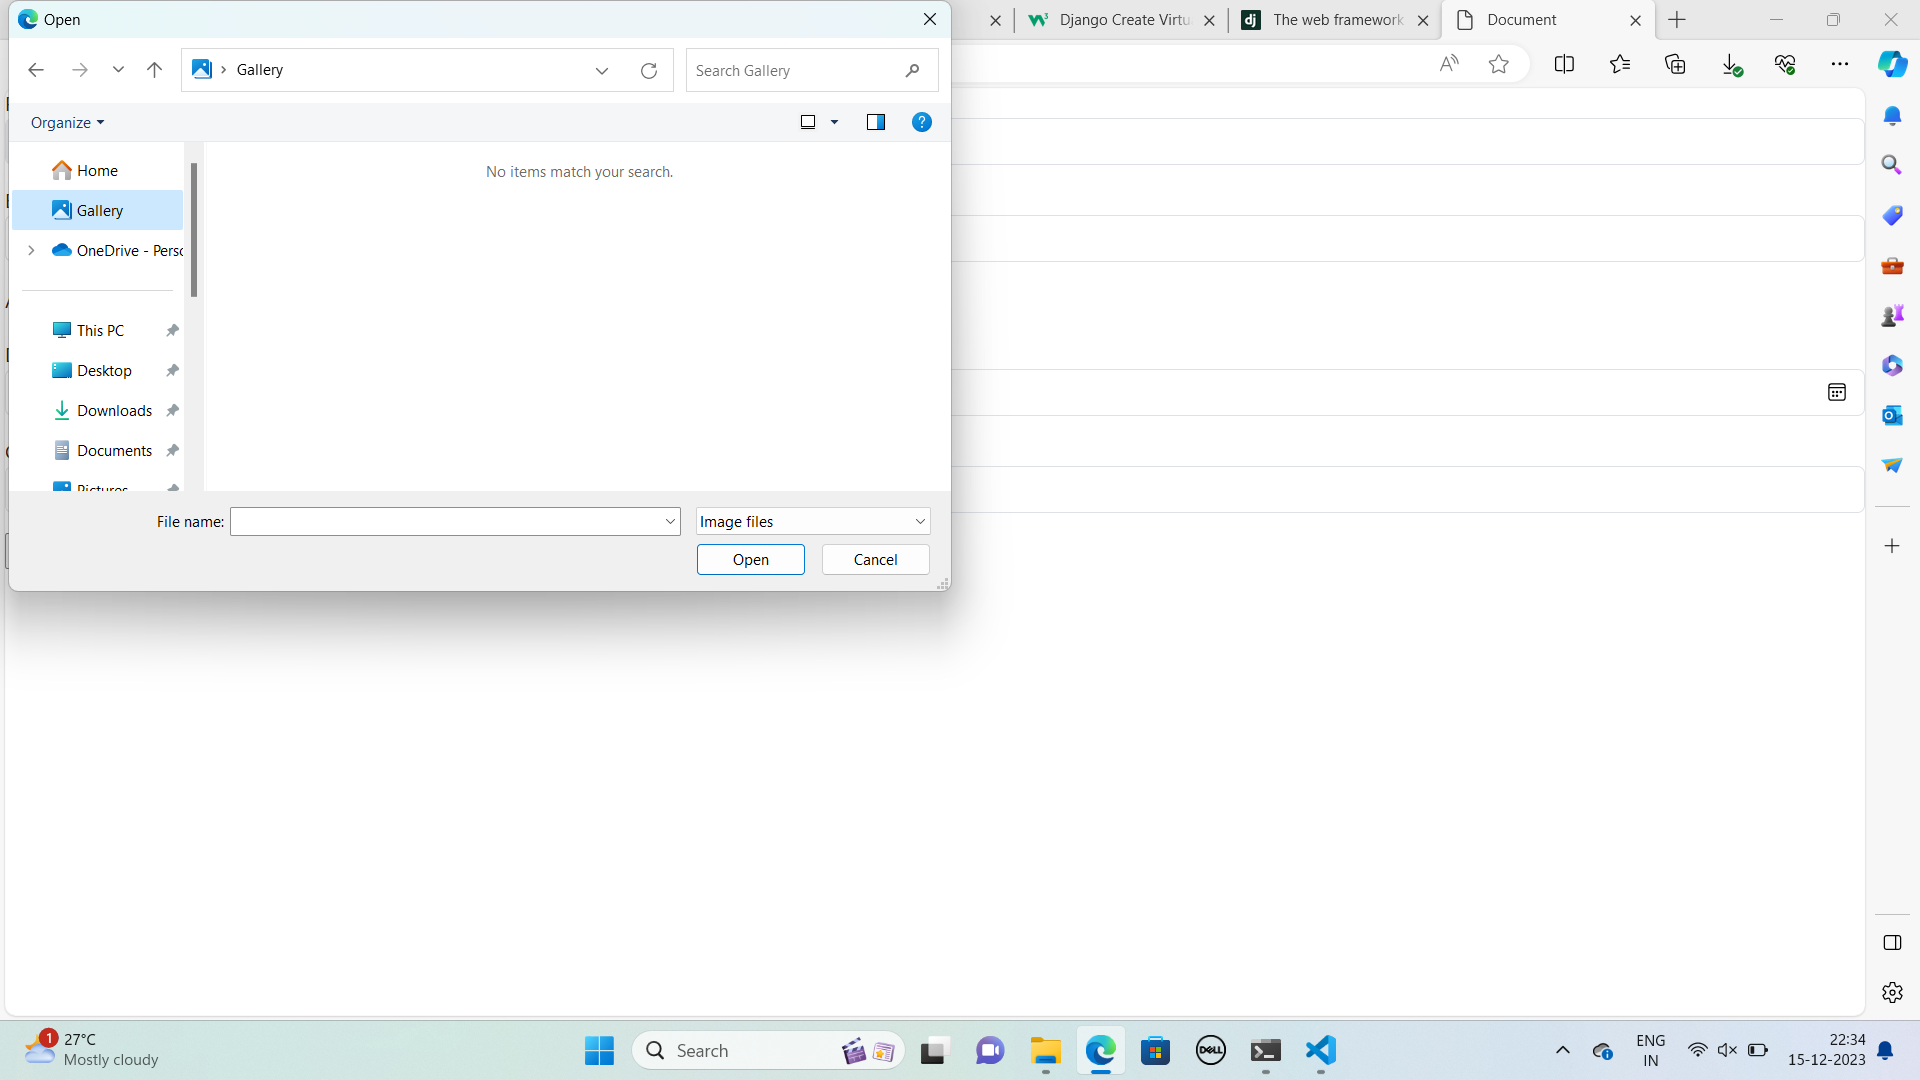 Open
Django Create Virtu
The web framework
Document
Gallery
Search Gallery
Organize
Home
Gallery
OneDrive - Perso
This PC
Desktop
Downloads
Documents
Pictures
No items match your search.
File name:
Image files
Open
Cancel
1
27°C
Mostly cloudy
Search
DELL
ENG
IN
22:34
15-12-2023